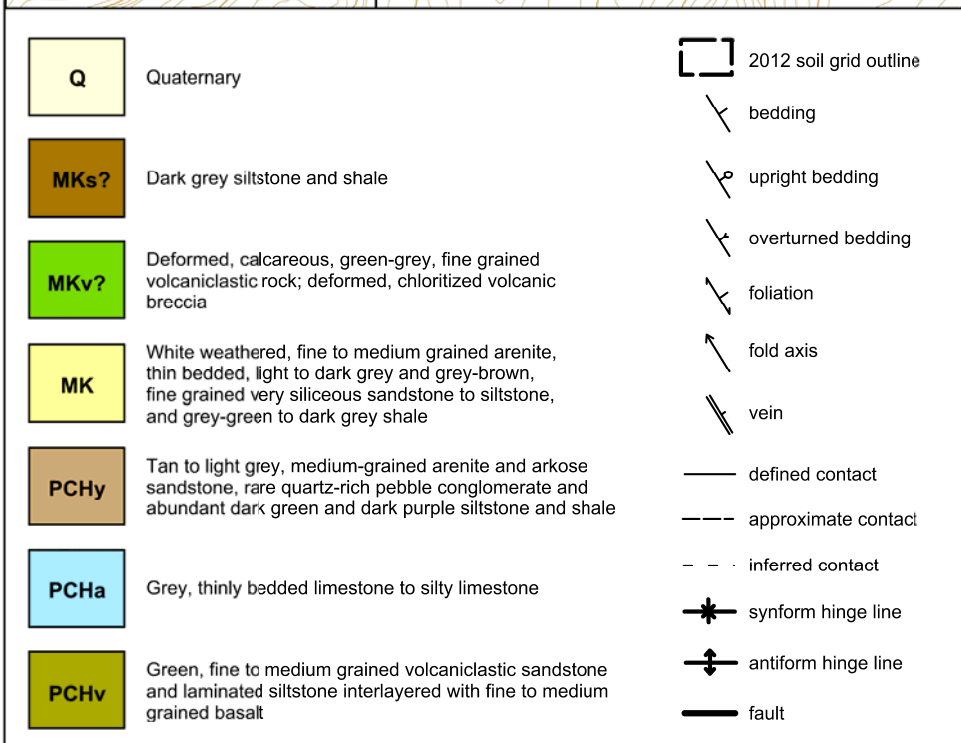 Q
Quaternary
MKs?
Dark grey siltstone and shale
MKv?
Deformed, calcareous, green-grey, fine grained
volcaniclastic rock; deformed, chloritized volcanic
breccia
MK
White weathered, fine to medium grained arenite,
thin bedded, light to dark grey and grey-brown,
fine grained very siliceous sandstone to siltstone,
and grey-green to dark grey shale
PCHy
Tan to light grey, medium-grained arenite and arkose
sandstone, rare quartz-rich pebble conglomerate and
abundant dark green and dark purple siltstone and shale
PCHa
Grey, thinly bedded limestone to silty limestone
PCHv
Green, fine to medium grained volcaniclastic sandstone
and laminated siltstone interlayered with fine to medium
grained basalt
2012 soil grid outline
bedding
upright bedding
overturned bedding
foliation
fold axis
vein
defined contact
approximate contact
inferred contact
synform hinge line
antiform hinge line
fault